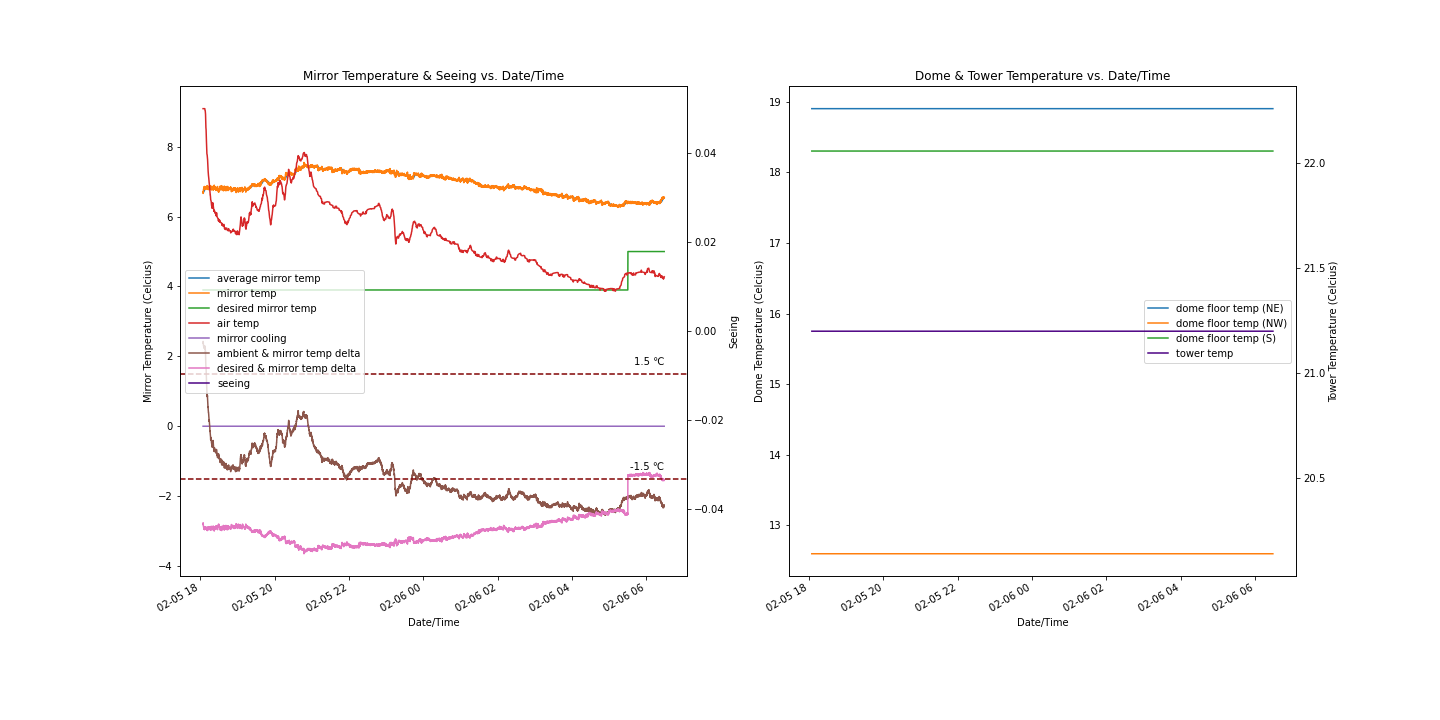 Mirror Temperature & Seeing vs. Date/Time
Mirror Temperature (Celcius)
8
6
4
2
0
−2
−4
average mirror temp
mirror temp
desired mirror temp
air temp
mirror cooling
ambient & mirror temp delta
desired & mirror temp delta
seeing
1.5 °C
-1.5 °C
0.04
0.02
0.00
−0.02
−0.04
Seeing
02-05 18
02-05 20
02-05 22
02-06 00
02-06 02
02-06 04
02-06 06
Date/Time
Dome & Tower Temperature vs. Date/Time
Dome Temperature (Celcius)
19
18
17
16
15
14
13
dome floor temp (NE)
dome floor temp (NW)
dome floor temp (S)
tower temp
22.0
21.5
21.0
20.5
Tower Temperature (Celcius)
02-05 18
02-05 20
02-05 22
02-06 00
02-06 02
02-06 04
02-06 06
Date/Time